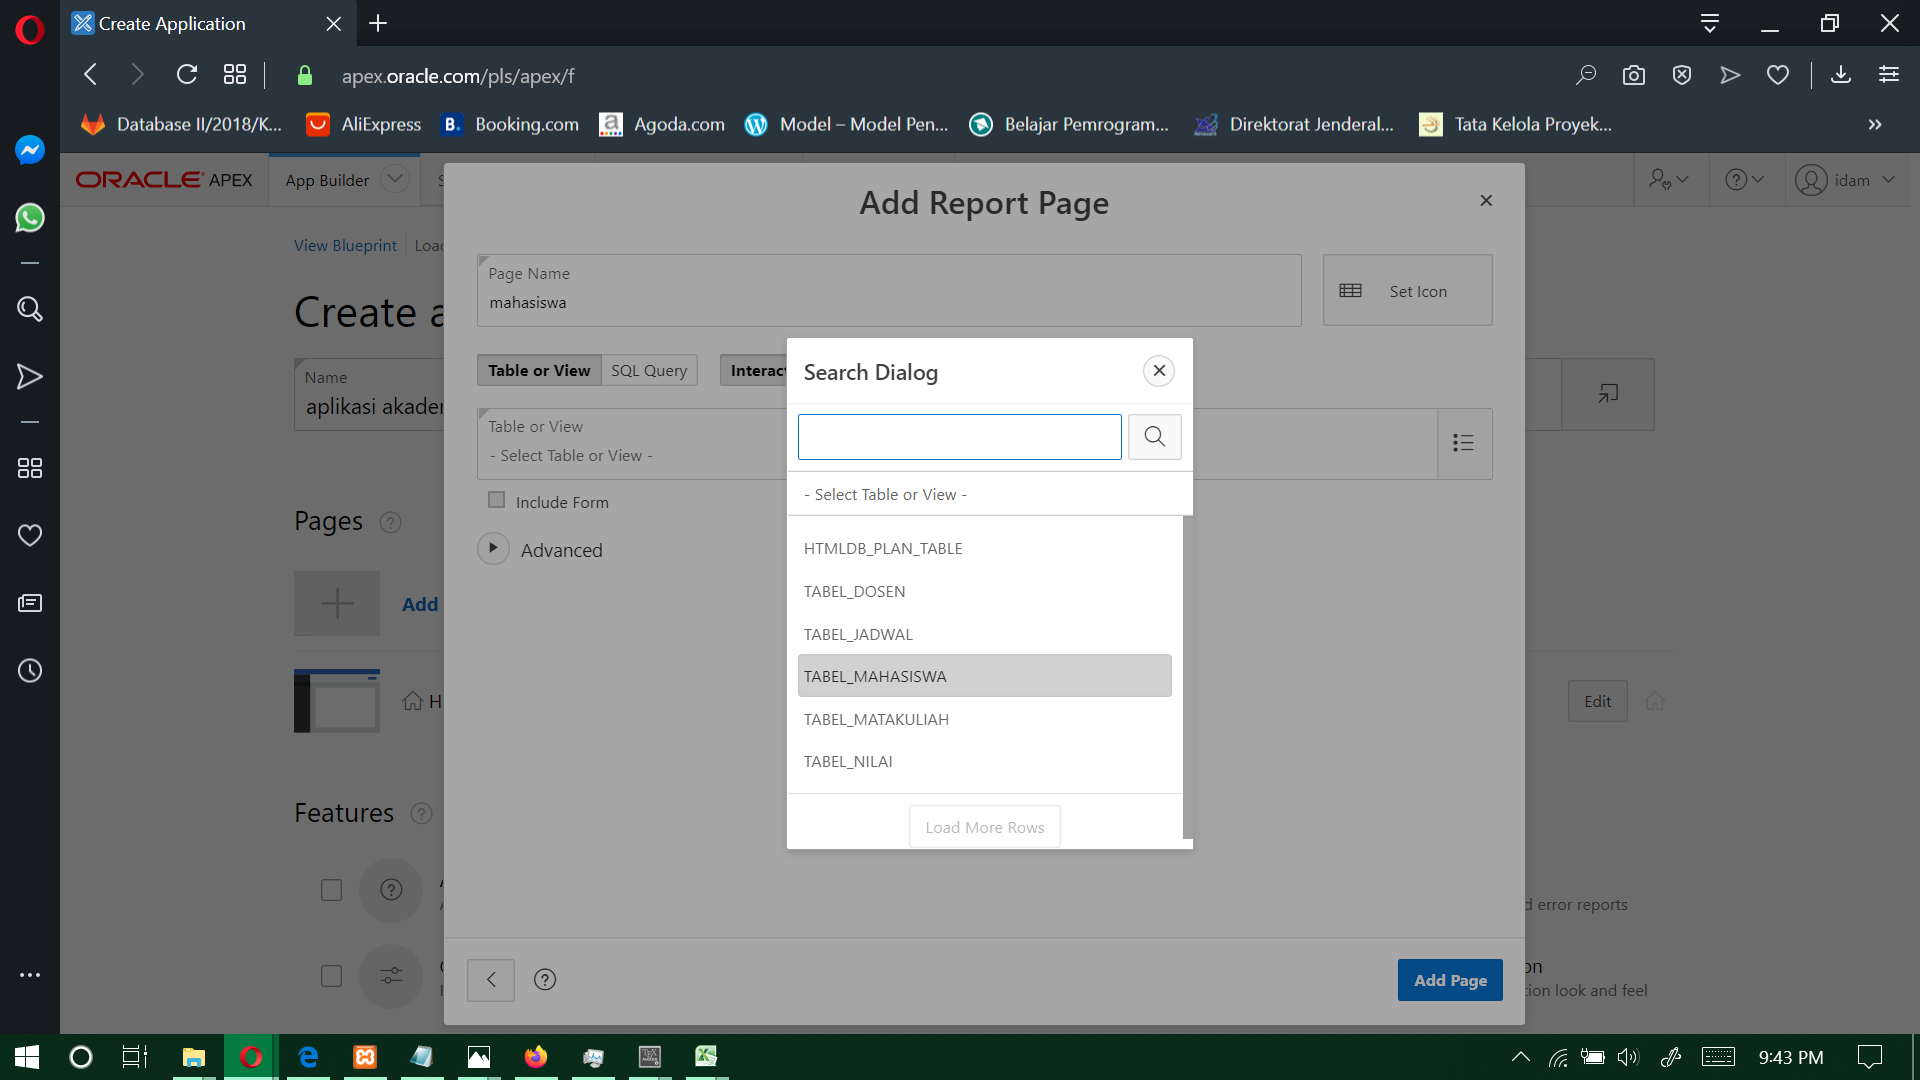 Create Application
apex.oracle.com/pls/apex/f
Database II/2018/K...
AliExpress
B.
Booking.com
a
Agoda.com
Model – Model Pen...
Belajar Pemrogram...
Direktorat Jenderal...
Tata Kelola Proyek...
»
ORACLE APEX
App Builder
idam
View Blueprint
Add Report Page
Page Name
mahasiswa
Set Icon
Create a
Name
aplikasi akade
Table or View
SQL Query
Interac
Table or View
- Select Table or View -
Include Form
Advanced
Search Dialog
- Select Table or View -
HTMLDB_PLAN_TABLE
TABEL_DOSEN
TABEL_JADWAL
TABEL_MAHASISWA
TABEL_MATAKULIAH
TABEL_NILAI
Load More Rows
Pages
?
Add
H
Edit
Features
?
?
d error reports
on
tion look and feel
?
Add Page
9:43 PM